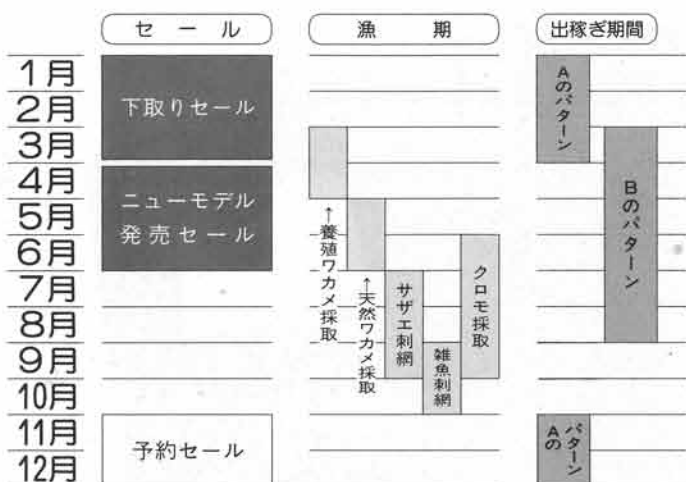 セール
漁期
出稼ぎ期間
1月
2月
3月
4月
5月
6月
7月
8月
9月
10月
11月
12月
下取りセール
ニューモデル
発売セール
予約セール
↑養殖ワカメ採取
↑天然ワカメ採取
サザエ刺網
雑魚刺網
クロモ採取
Aのパターン
Bのパターン
Aの
パターン